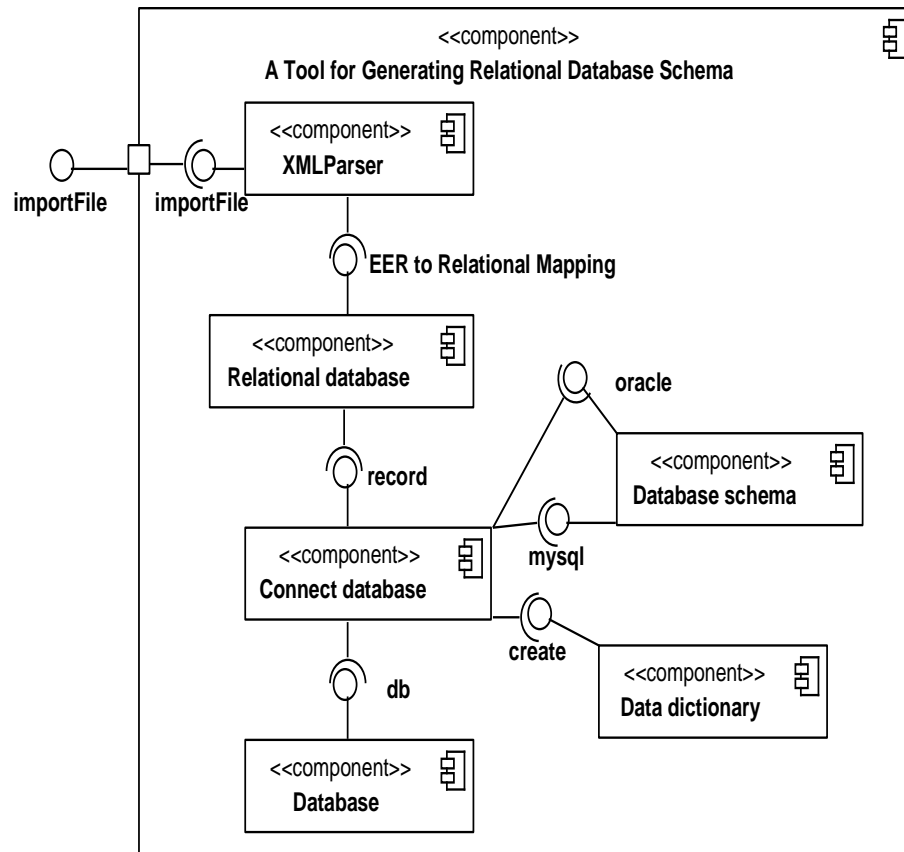 <<component>>
A Tool for Generating Relational Database Schema
<<component>>
XMLParser
importFile
importFile
EER to Relational Mapping
<<component>>
Relational database
oracle
<<component>>
Database schema
record
mysql
<<component>>
Connect database
create
<<component>>
Data dictionary
db
<<component>>
Database